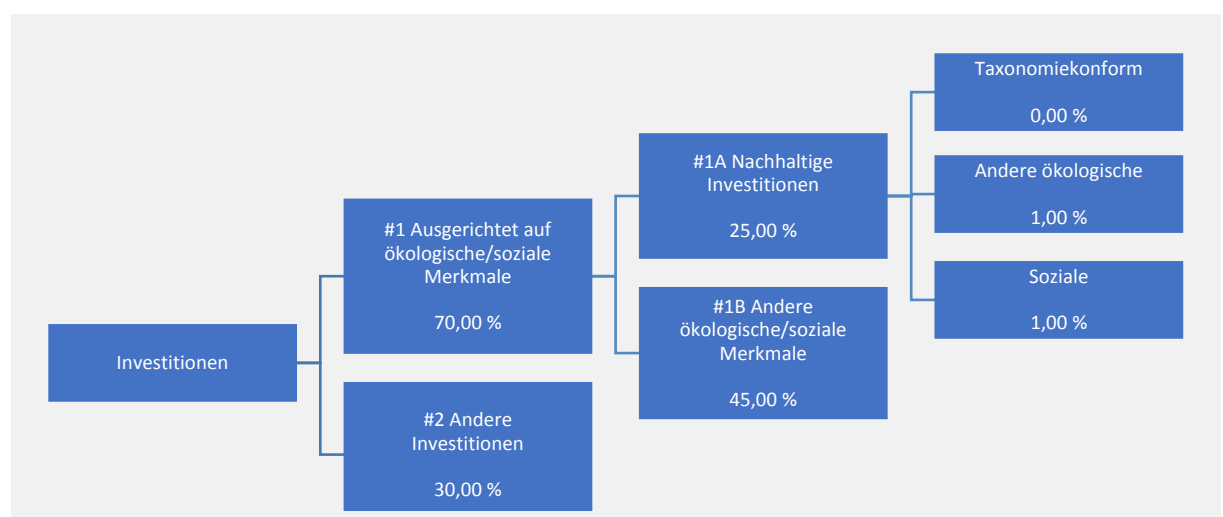 Investitionen
#1 Ausgerichtet auf
ökologische/soziale
Merkmale
70,00 %
#2 Andere
Investitionen
30,00 %
#1A Nachhaltige
Investitionen
25,00 %
#1B Andere
ökologische/soziale
Merkmale
45,00 %
Taxonomiekonform
0,00 %
Andere ökologische
1,00 %
Soziale
1,00 %